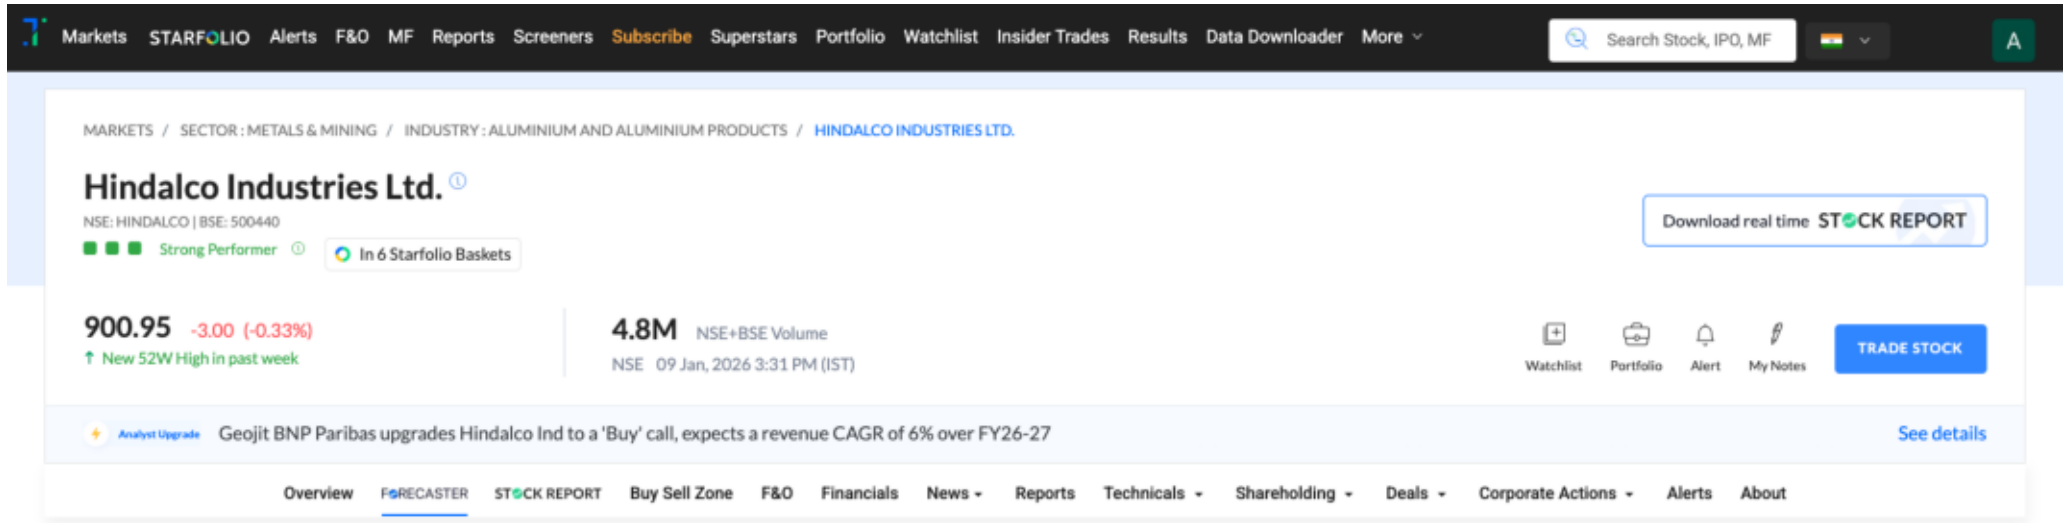 Markets STARFOLIO Alerts F&O MF Reports Screeners Subscribe Superstars Portfolio Watchlist Insider Trades Results Data Downloader More Search Stock, IPO, MF A
MARKETS / SECTOR : METALS & MINING / INDUSTRY : ALUMINIUM AND ALUMINIUM PRODUCTS / HINDALCO INDUSTRIES LTD.
Hindalco Industries Ltd.
NSE: HINDALCO | BSE: 500440
Strong Performer In 6 Starfolio Baskets
Download real time STOCK REPORT
900.95 -3.00 (-0.33%)
↑ New 52W High in past week
4.8M NSE+BSE Volume
NSE 09 Jan, 2026 3:31 PM (IST)
Watchlist Portfolio Alert My Notes TRADE STOCK
Analyst Upgrade Geojit BNP Paribas upgrades Hindalco Ind to a 'Buy' call, expects a revenue CAGR of 6% over FY26-27 See details
Overview FORECASTER STOCK REPORT Buy Sell Zone F&O Financials News Reports Technicals Shareholding Deals Corporate Actions Alerts About